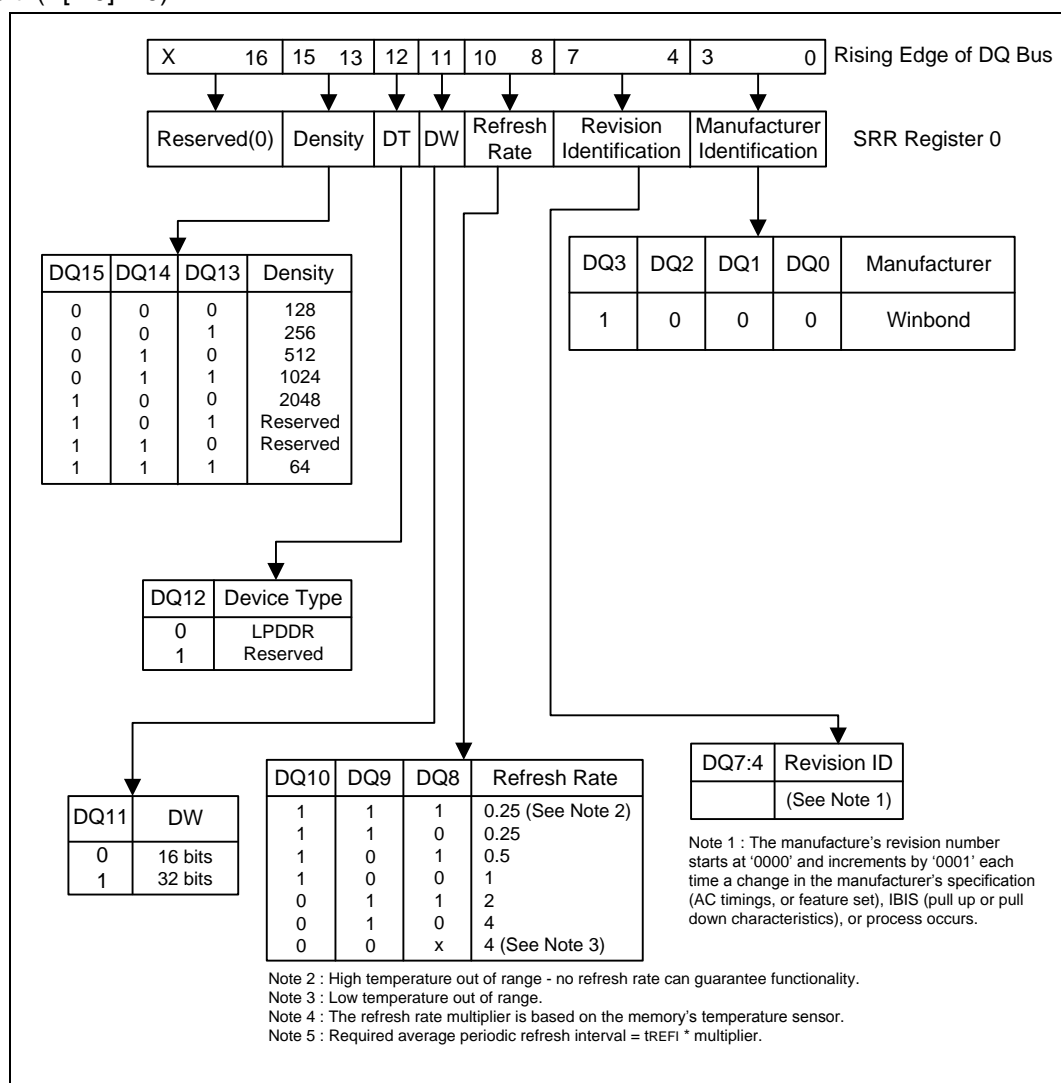 X 16 15 13 12 11 10 8 7 4 3 0 Rising Edge of DQ Bus
Reserved(0) Density DT DW Refresh Rate Revision Identification Manufacturer Identification SRR Register 0
DQ15 DQ14 DQ13 Density
0 0 0 128
0 0 1 256
0 1 0 512
0 1 1 1024
1 0 0 2048
1 0 1 Reserved
1 1 0 Reserved
1 1 1 64
DQ3 DQ2 DQ1 DQ0 Manufacturer
1 0 0 0 Winbond
DQ12 Device Type
0 LPDDR
1 Reserved
DQ11 DW
0 16 bits
1 32 bits
DQ10 DQ9 DQ8 Refresh Rate
1 1 1 0.25 (See Note 2)
1 1 0 0.25
1 0 1 0.5
1 0 0 1
0 1 1 2
0 1 0 4
0 0 x 4 (See Note 3)
DQ7:4 Revision ID
(See Note 1)
Note 1 : The manufacture’s revision number
starts at ‘0000’ and increments by ‘0001’ each
time a change in the manufacturer’s specification
(AC timings, or feature set), IBIS (pull up or pull
down characteristics), or process occurs.
Note 2 : High temperature out of range - no refresh rate can guarantee functionality.
Note 3 : Low temperature out of range.
Note 4 : The refresh rate multiplier is based on the memory’s temperature sensor.
Note 5 : Required average periodic refresh interval = tREFI * multiplier.